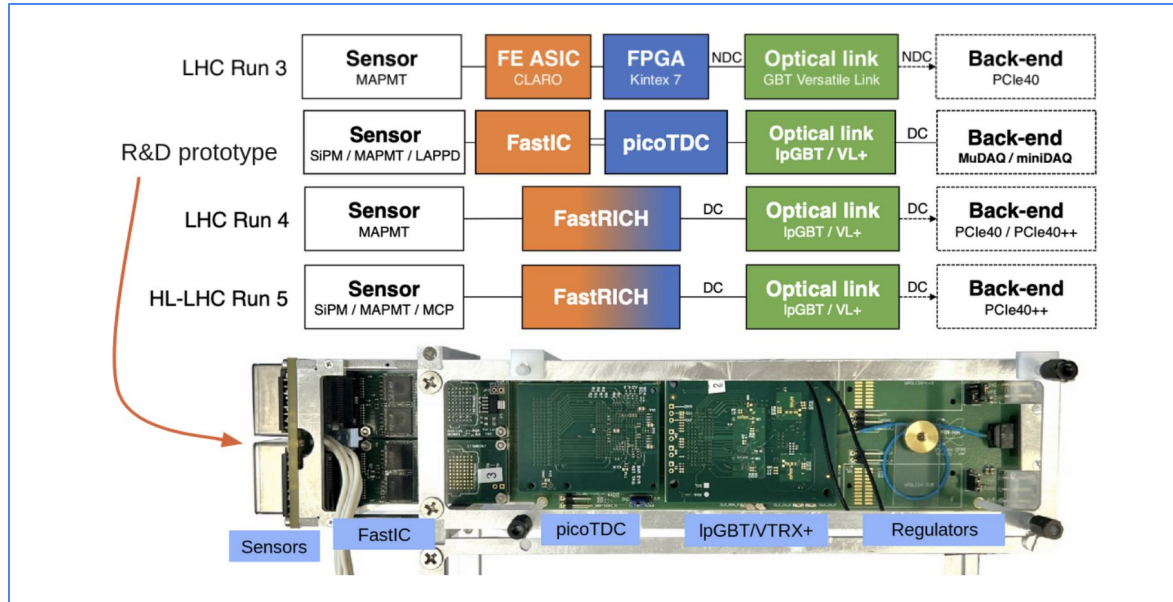 LHC Run 3
Sensor
MAPMT
FE ASIC
CLARO
FPGA
Kintex 7
NDC
Optical link
GBT Versatile Link
NDC
Back-end
PCIe40
R&D prototype
Sensor
SiPM / MAPMT / LAPPD
FastIC
picoTDC
Optical link
lpGBT / VL+
DC
Back-end
MuDAQ / miniDAQ
LHC Run 4
Sensor
MAPMT
FastRICH
DC
Optical link
lpGBT / VL+
DC
Back-end
PCIe40 / PCIe40++
HL-LHC Run 5
Sensor
SiPM / MAPMT / MCP
FastRICH
DC
Optical link
lpGBT / VL+
DC
Back-end
PCIe40++
3
2
Sensors
FastIC
picoTDC
lpGBT/VTRX+
Regulators